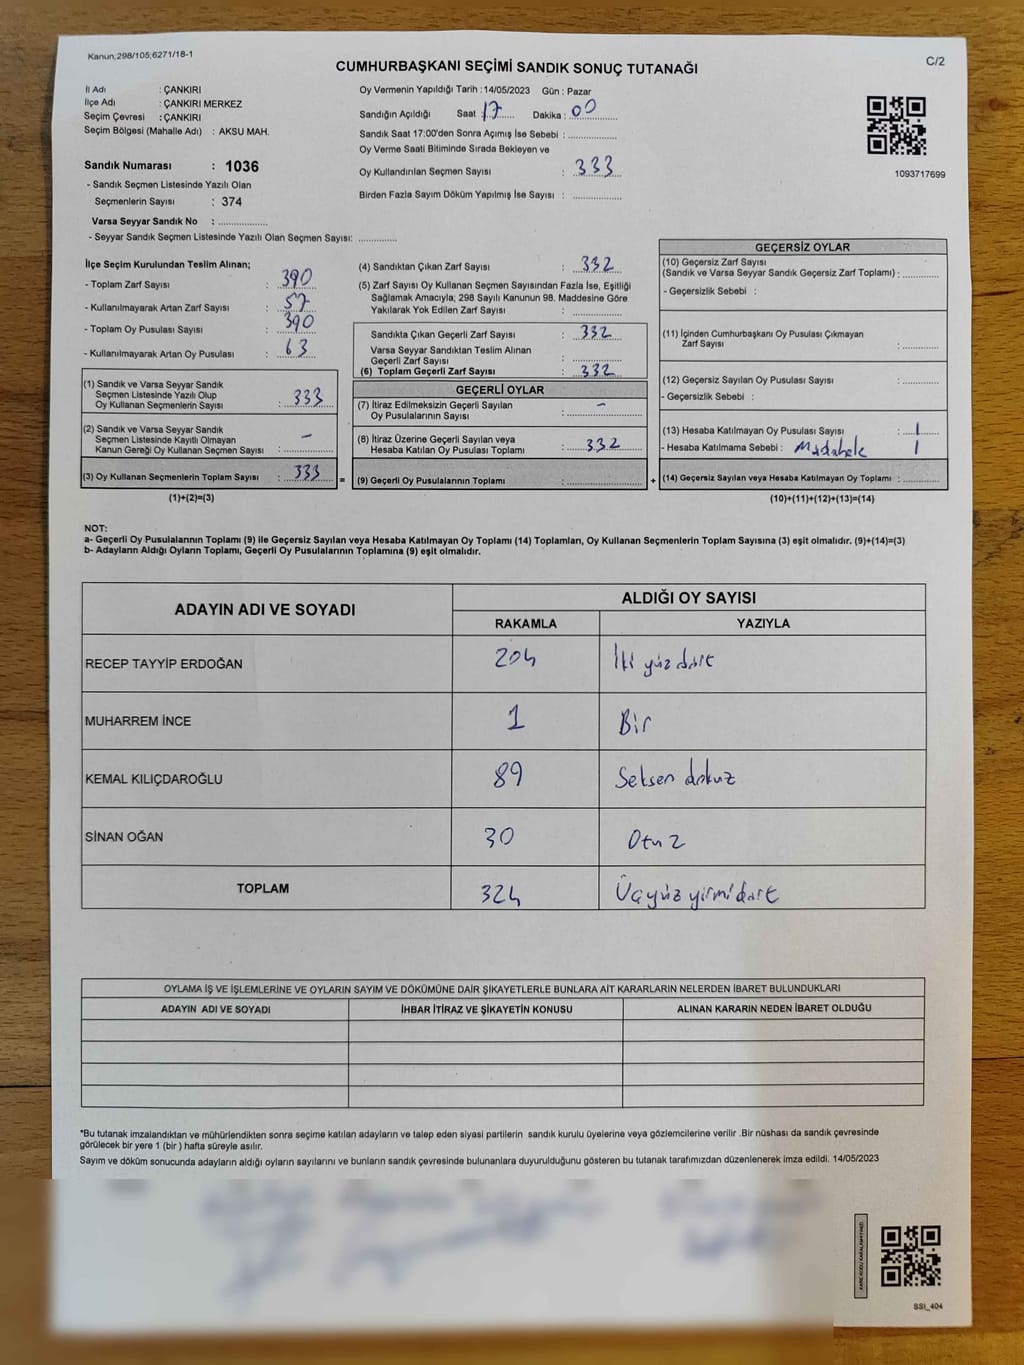 Kanun;298/105;6271/18-1
C/2
CUMHURBAŞKANI SEÇİMİ SANDIK SONUÇ TUTANAĞI
İl Adı : ÇANKIRI
İlçe Adı : ÇANKIRI MERKEZ
Seçim Çevresi : ÇANKIRI
Seçim Bölgesi (Mahalle Adı) : AKSU MAH.
Sandık Numarası : 1036
- Sandık Seçmen Listesinde Yazılı Olan
Seçmenlerin Sayısı : 374
Varsa Seyyar Sandık No : ................
- Seyyar Sandık Seçmen Listesinde Yazılı Olan Seçmen Sayısı: ............
Oy Vermenin Yapıldığı Tarih : 14/05/2023 Gün : Pazar
Sandığın Açıldığı Saat : 17 Dakika : 00
Sandık Saat 17:00'den Sonra Açımış İse Sebebi : ................
Oy Verme Saati Bitiminde Sırada Bekleyen ve
Oy Kullandırılan Seçmen Sayısı : 333
Birden Fazla Sayım Döküm Yapılmış İse Sayısı : ................
1093717699
İlçe Seçim Kurulundan Teslim Alınan;
- Toplam Zarf Sayısı : 390
- Kullanılmayarak Artan Zarf Sayısı : 57
- Toplam Oy Pusulası Sayısı : 390
- Kullanılmayarak Artan Oy Pusulası : 63
(1) Sandık ve Varsa Seyyar Sandık
Seçmen Listesinde Yazılı Olup
Oy Kullanan Seçmenlerin Sayısı : 333
(2) Sandık ve Varsa Seyyar Sandık
Seçmen Listesinde Kayıtlı Olmayan
Kanun Gereği Oy Kullanan Seçmen Sayısı : -
(3) Oy Kullanan Seçmenlerin Toplam Sayısı : 333
(1)+(2)=(3)
=
(4) Sandıktan Çıkan Zarf Sayısı : 332
(5) Zarf Sayısı Oy Kullanan Seçmen Sayısından Fazla İse, Eşitliği
Sağlamak Amacıyla; 298 Sayılı Kanunun 98. Maddesine Göre
Yakılarak Yok Edilen Zarf Sayısı : ................
Sandıkta Çıkan Geçerli Zarf Sayısı : 332
Varsa Seyyar Sandıktan Teslim Alınan
Geçerli Zarf Sayısı : ................
(6) Toplam Geçerli Zarf Sayısı : 332
GEÇERLİ OYLAR
(7) İtiraz Edilmeksizin Geçerli Sayılan
Oy Pusulalarının Sayısı : -
(8) İtiraz Üzerine Geçerli Sayılan veya
Hesaba Katılan Oy Pusulası Toplamı : 332
(9) Geçerli Oy Pusulalarının Toplamı : ................
+
GEÇERSİZ OYLAR
(10) Geçersiz Zarf Sayısı
(Sandık ve Varsa Seyyar Sandık Geçersiz Zarf Toplamı) : ............
- Geçersizlik Sebebi :
(11) İçinden Cumhurbaşkanı Oy Pusulası Çıkmayan
Zarf Sayısı : ............
(12) Geçersiz Sayılan Oy Pusulası Sayısı : ............
- Geçersizlik Sebebi :
(13) Hesaba Katılmayan Oy Pusulası Sayısı : 1
- Hesaba Katılmama Sebebi : Müdahele 1
(14) Geçersiz Sayılan veya Hesaba Katılmayan Oy Toplamı : ............
(10)+(11)+(12)+(13)=(14)
NOT:
a- Geçerli Oy Pusulalarının Toplamı (9) ile Geçersiz Sayılan veya Hesaba Katılmayan Oy Toplamı (14) Toplamları, Oy Kullanan Seçmenlerin Toplam Sayısına (3) eşit olmalıdır. (9)+(14)=(3)
b- Adayların Aldığı Oyların Toplamı, Geçerli Oy Pusulalarının Toplamına (9) eşit olmalıdır.
ADAYIN ADI VE SOYADI ALDIĞI OY SAYISI
RAKAMLA YAZIYLA
RECEP TAYYİP ERDOĞAN 204 İki yüz dört
MUHARREM İNCE 1 Bir
KEMAL KILIÇDAROĞLU 89 Seksen dokuz
SİNAN OĞAN 30 Otuz
TOPLAM 324 Üçyüz yirmi dört
OYLAMA İŞ VE İŞLEMLERİNE VE OYLARIN SAYIM VE DÖKÜMÜNE DAİR ŞİKAYETLERLE BUNLARA AİT KARARLARIN NELERDEN İBARET BULUNDUKLARI
ADAYIN ADI VE SOYADI İHBAR İTİRAZ VE ŞİKAYETİN KONUSU ALINAN KARARIN NEDEN İBARET OLDUĞU
*Bu tutanak imzalandıktan ve mühürlendikten sonra seçime katılan adayların ve talep eden siyasi partilerin sandık kurulu üyelerine veya gözlemcilerine verilir .Bir nüshası da sandık çevresinde
görülecek bir yere 1 (bir ) hafta süreyle asılır.
Sayım ve döküm sonucunda adayların aldığı oyların sayılarını ve bunların sandık çevresinde bulunanlara duyurulduğunu gösteren bu tutanak tarafımızdan düzenlenerek imza edildi. 14/05/2023
SSI_404